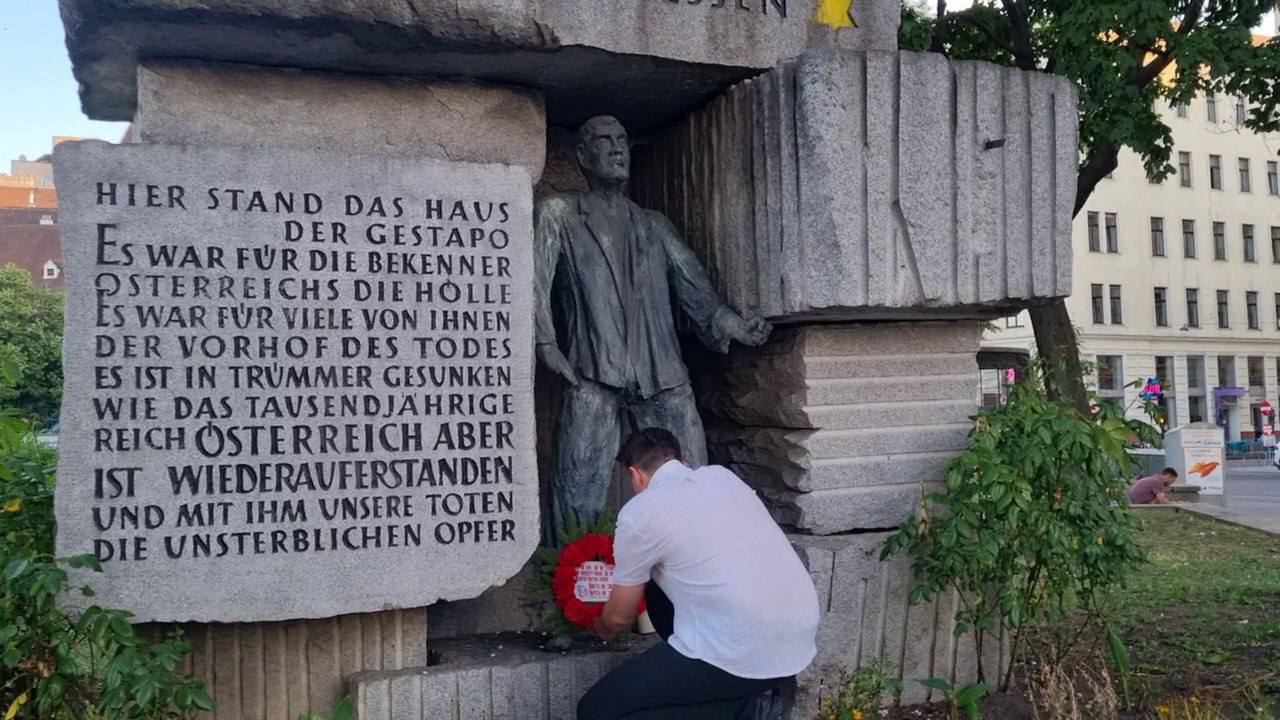 HIER STAND DAS HAUS
DER GESTAPO
ES WAR FÜR DIE BEKENNER
ÖSTERREICHS DIE HÖLLE
ES WAR FÜR VIELE VON IHNEN
DER VORHOF DES TODES
ES IST IN TRÜMMER GESUNKEN
WIE DAS TAUSENDJÄHRIGE
REICH ÖSTERREICH ABER
IST WIEDERAUFERSTANDEN
UND MIT IHM UNSERE TOTEN
DIE UNSTERBLICHEN OPFER